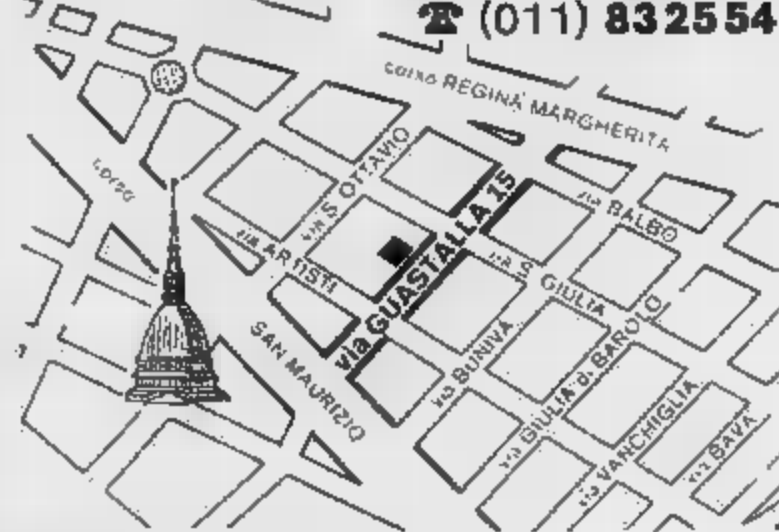 ☎ (011) 832554
corso REGINA MARGHERITA
via S. OTTAVIO
via BALBO
corso
via GUASTALLA 15
via ARTISTI
via S. GIULIA
SAN MAURIZIO
via BUNIVA
via GIULIA di BAROLO
via VANCHIGLIA
via BAVA